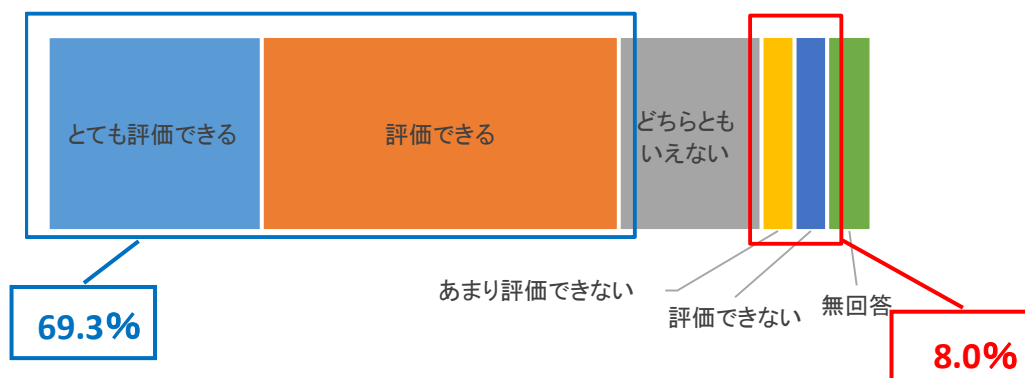 とても評価できる
評価できる
どちらとも
いえない
あまり評価できない
評価できない
無回答
69.3%
8.0%